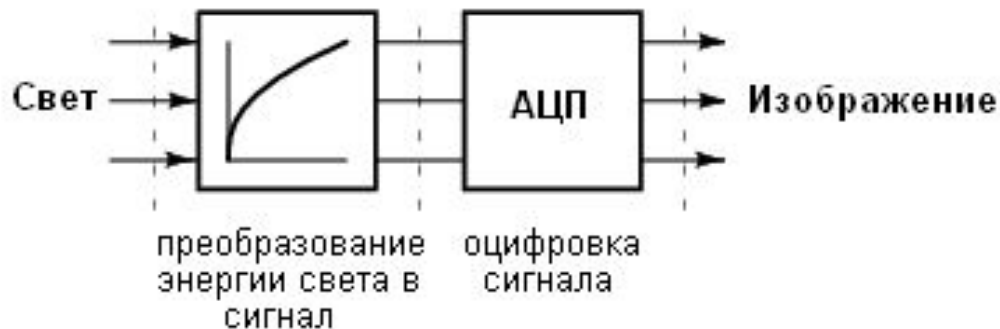 Свет
АЦП
Изображение
преобразование
энергии света в
сигнал
оцифровка
сигнала